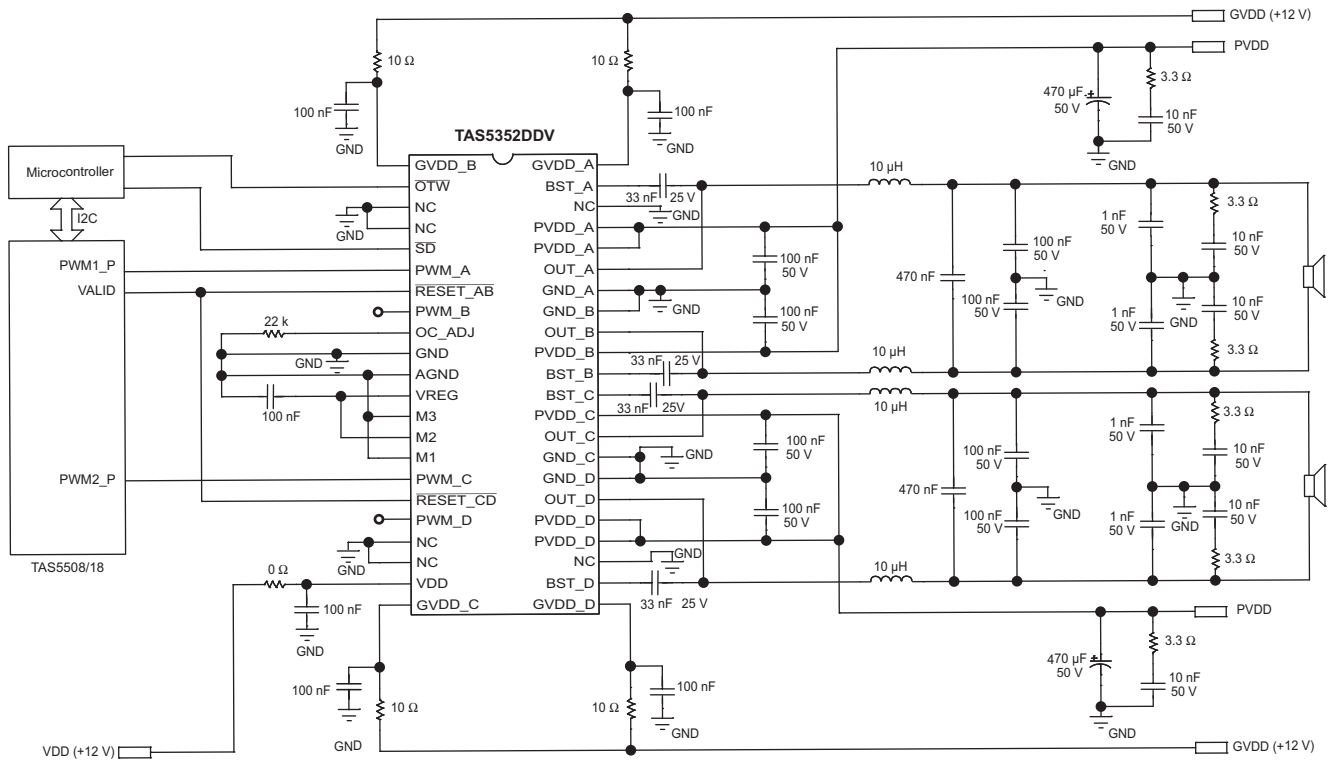 GVDD (+12 V)
PVDD
10 Ω
10 Ω
3.3 Ω
470 µF
50 V
10 nF
50 V
100 nF
100 nF
GND
GND
GND
TAS5352DDV
Microcontroller
I2C
PWM1_P
VALID
PWM2_P
TAS5508/18
GVDD_B
OTW
NC
NC
SD
PWM_A
RESET_AB
PWM_B
OC_ADJ
GND
AGND
VREG
M3
M2
M1
PWM_C
RESET_CD
PWM_D
NC
NC
VDD
GVDD_C
GVDD_A
BST_A
NC
PVDD_A
PVDD_A
OUT_A
GND_A
GND_B
OUT_B
PVDD_B
BST_B
BST_C
PVDD_C
OUT_C
GND_C
GND_D
OUT_D
PVDD_D
PVDD_D
NC
BST_D
GVDD_D
GND
22 k
GND
100 nF
GND
0 Ω
100 nF
GND
33 nF 25 V
GND
100 nF
50 V
GND
100 nF
50 V
33 nF 25 V
33 nF 25V
100 nF
50 V
GND
100 nF
50 V
GND
33 nF 25 V
10 µH
470 nF
100 nF
50 V
GND
100 nF
50 V
1 nF
50 V
3.3 Ω
10 nF
50 V
GND
1 nF
50 V
10 nF
50 V
3.3 Ω
10 µH
10 µH
470 nF
100 nF
50 V
GND
100 nF
50 V
1 nF
50 V
3.3 Ω
10 nF
50 V
GND
1 nF
50 V
10 nF
50 V
3.3 Ω
10 µH
PVDD
3.3 Ω
470 µF
50 V
10 nF
50 V
GND
100 nF
10 Ω
GND
100 nF
10 Ω
GND
VDD (+12 V)
GVDD (+12 V)